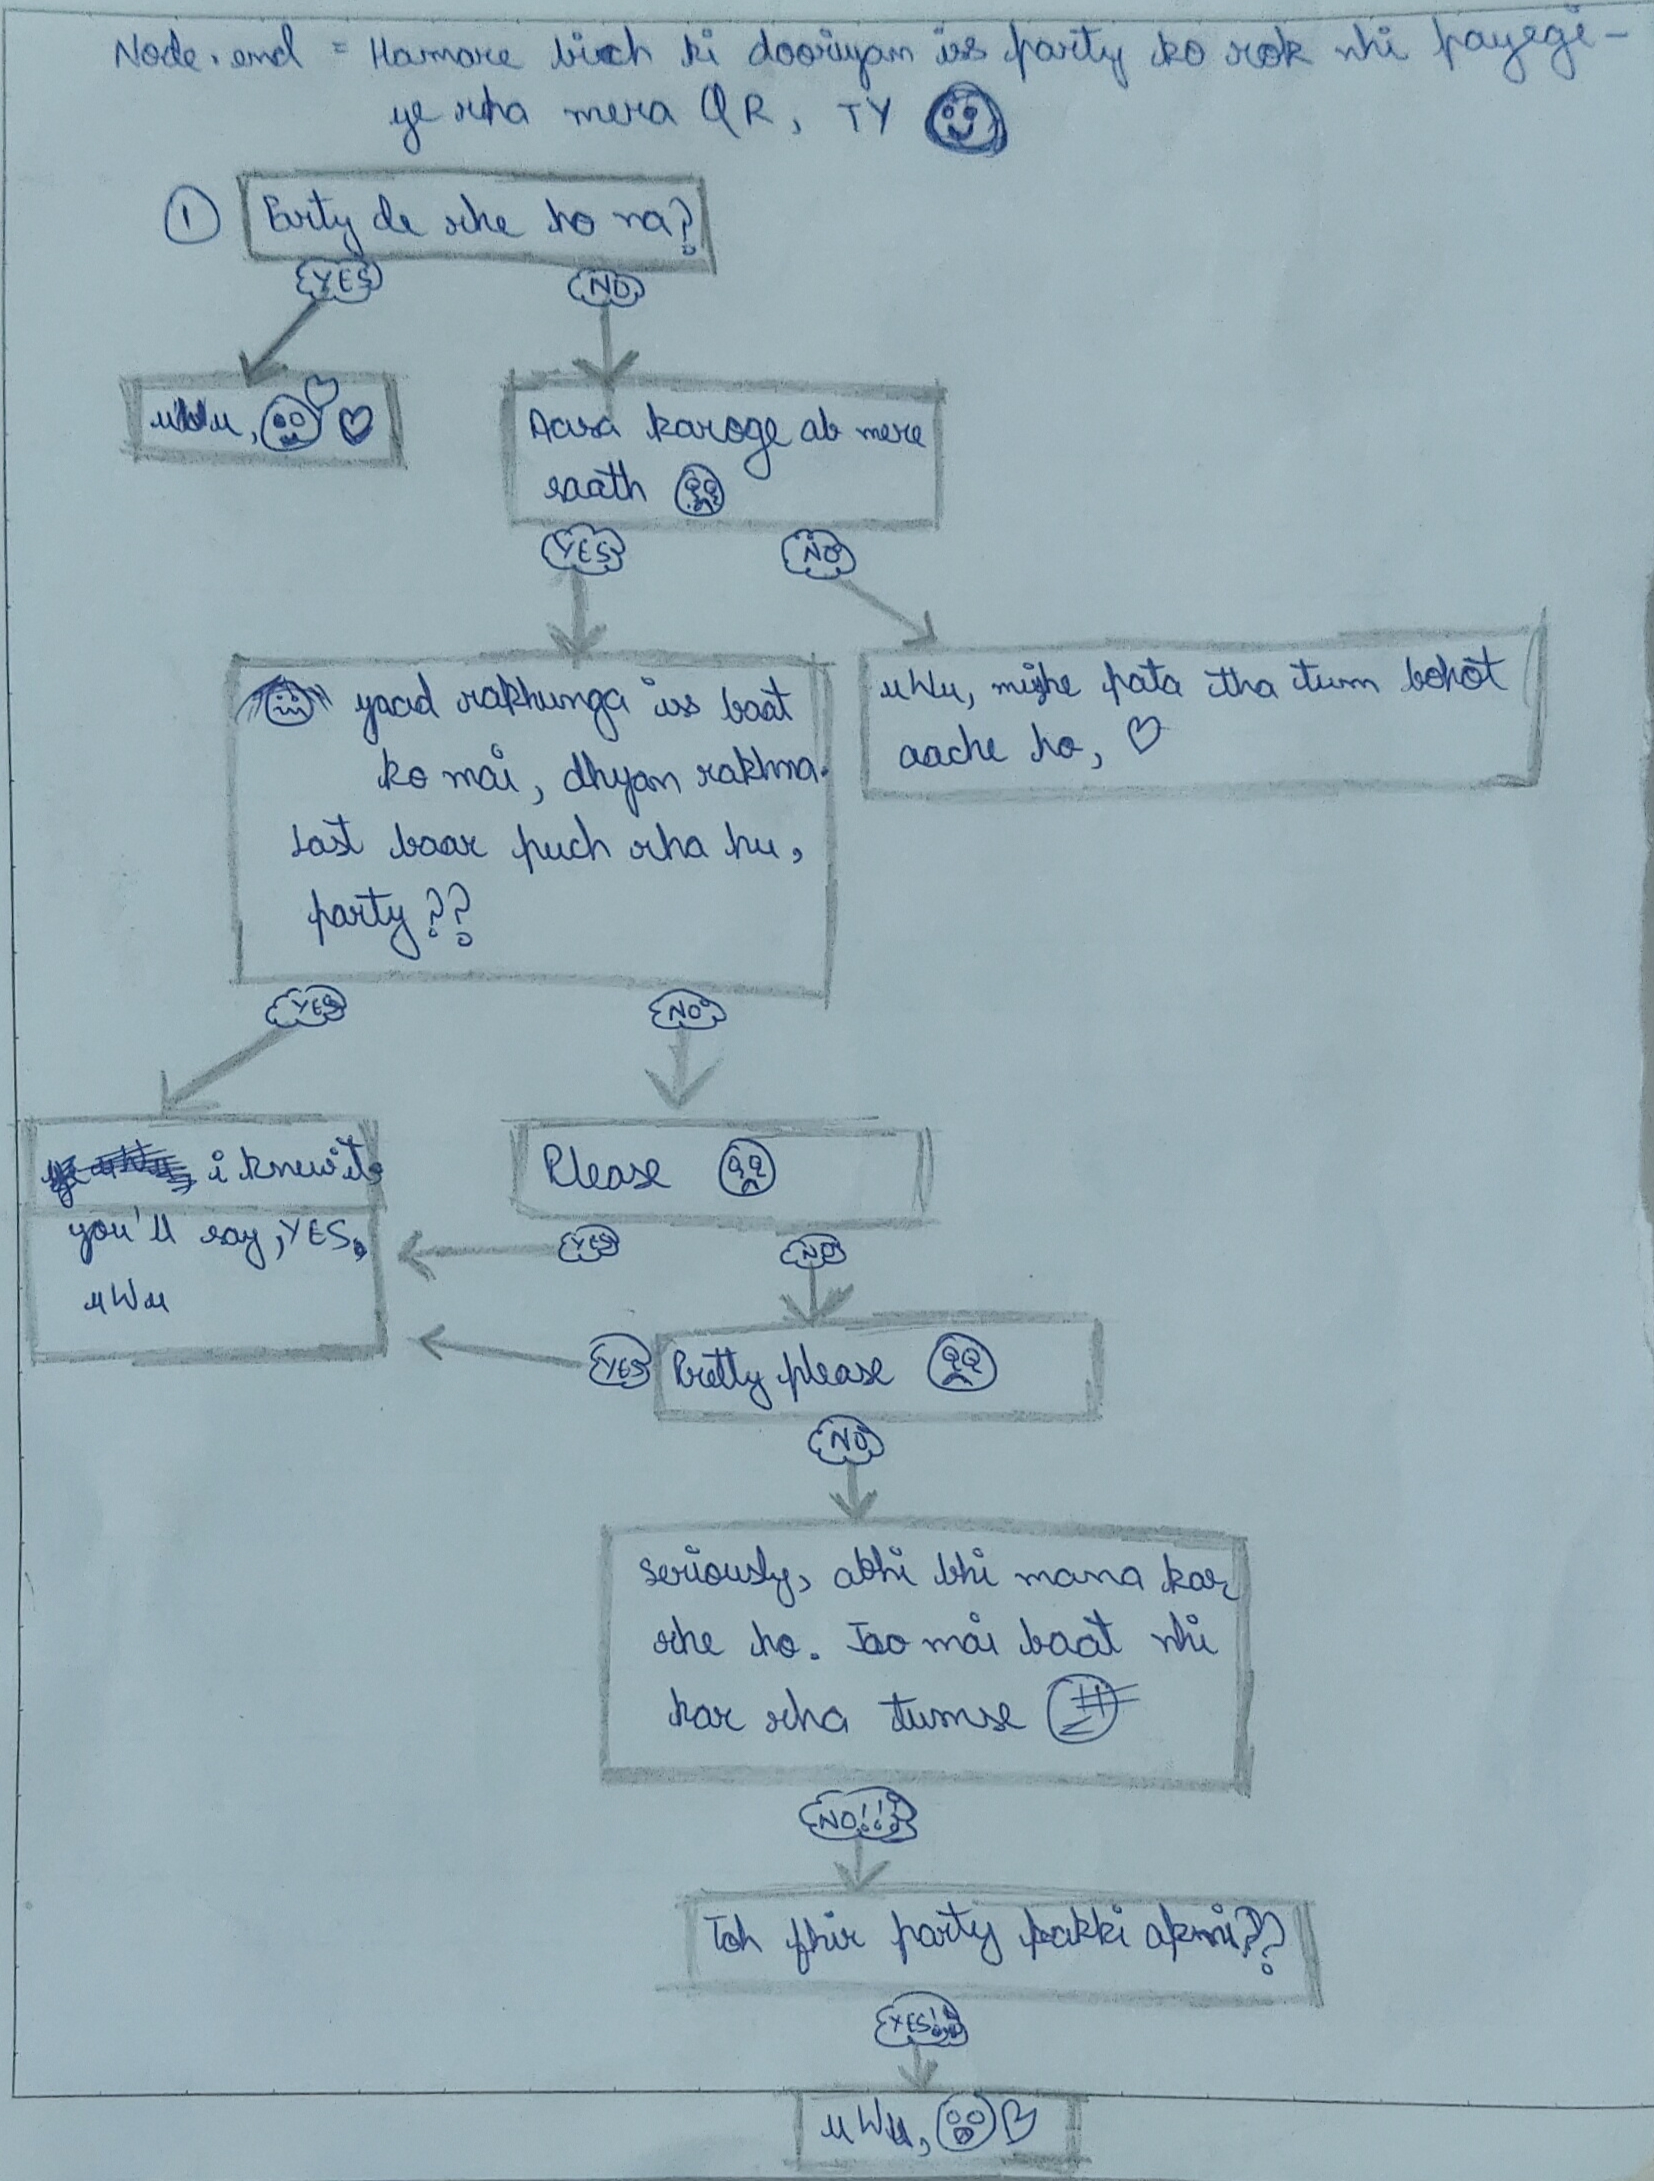 Node.end = Hamare bich ki dooriyan iss party ko rok nhi payegi -
ye rha mera QR, TY
① Party de rhe ho na?
YES NO
uWu,
Aasa karoge ab mere
saath
YES NO
yaad rakhunga iss baat
ko mai, dhyan rakhna.
Last baar puch rha hu,
party??
uWu, mujhe pata tha tum bohot
aache ho,
YES NO
i knew it,
you'll say, YES,
uWu
Please
YES NO
YES Pretty please
NO
seriously, abhi bhi mana kar
rhe ho. Jao mai baat nhi
kar rha tumse
NO!!!
Toh fhir party pakki apni??
YES!!!
uWu,